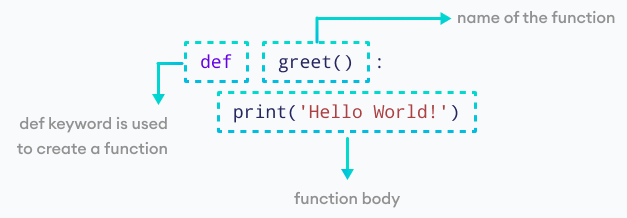 name of the function
def greet() :
print('Hello World!')
def keyword is used
to create a function
function body